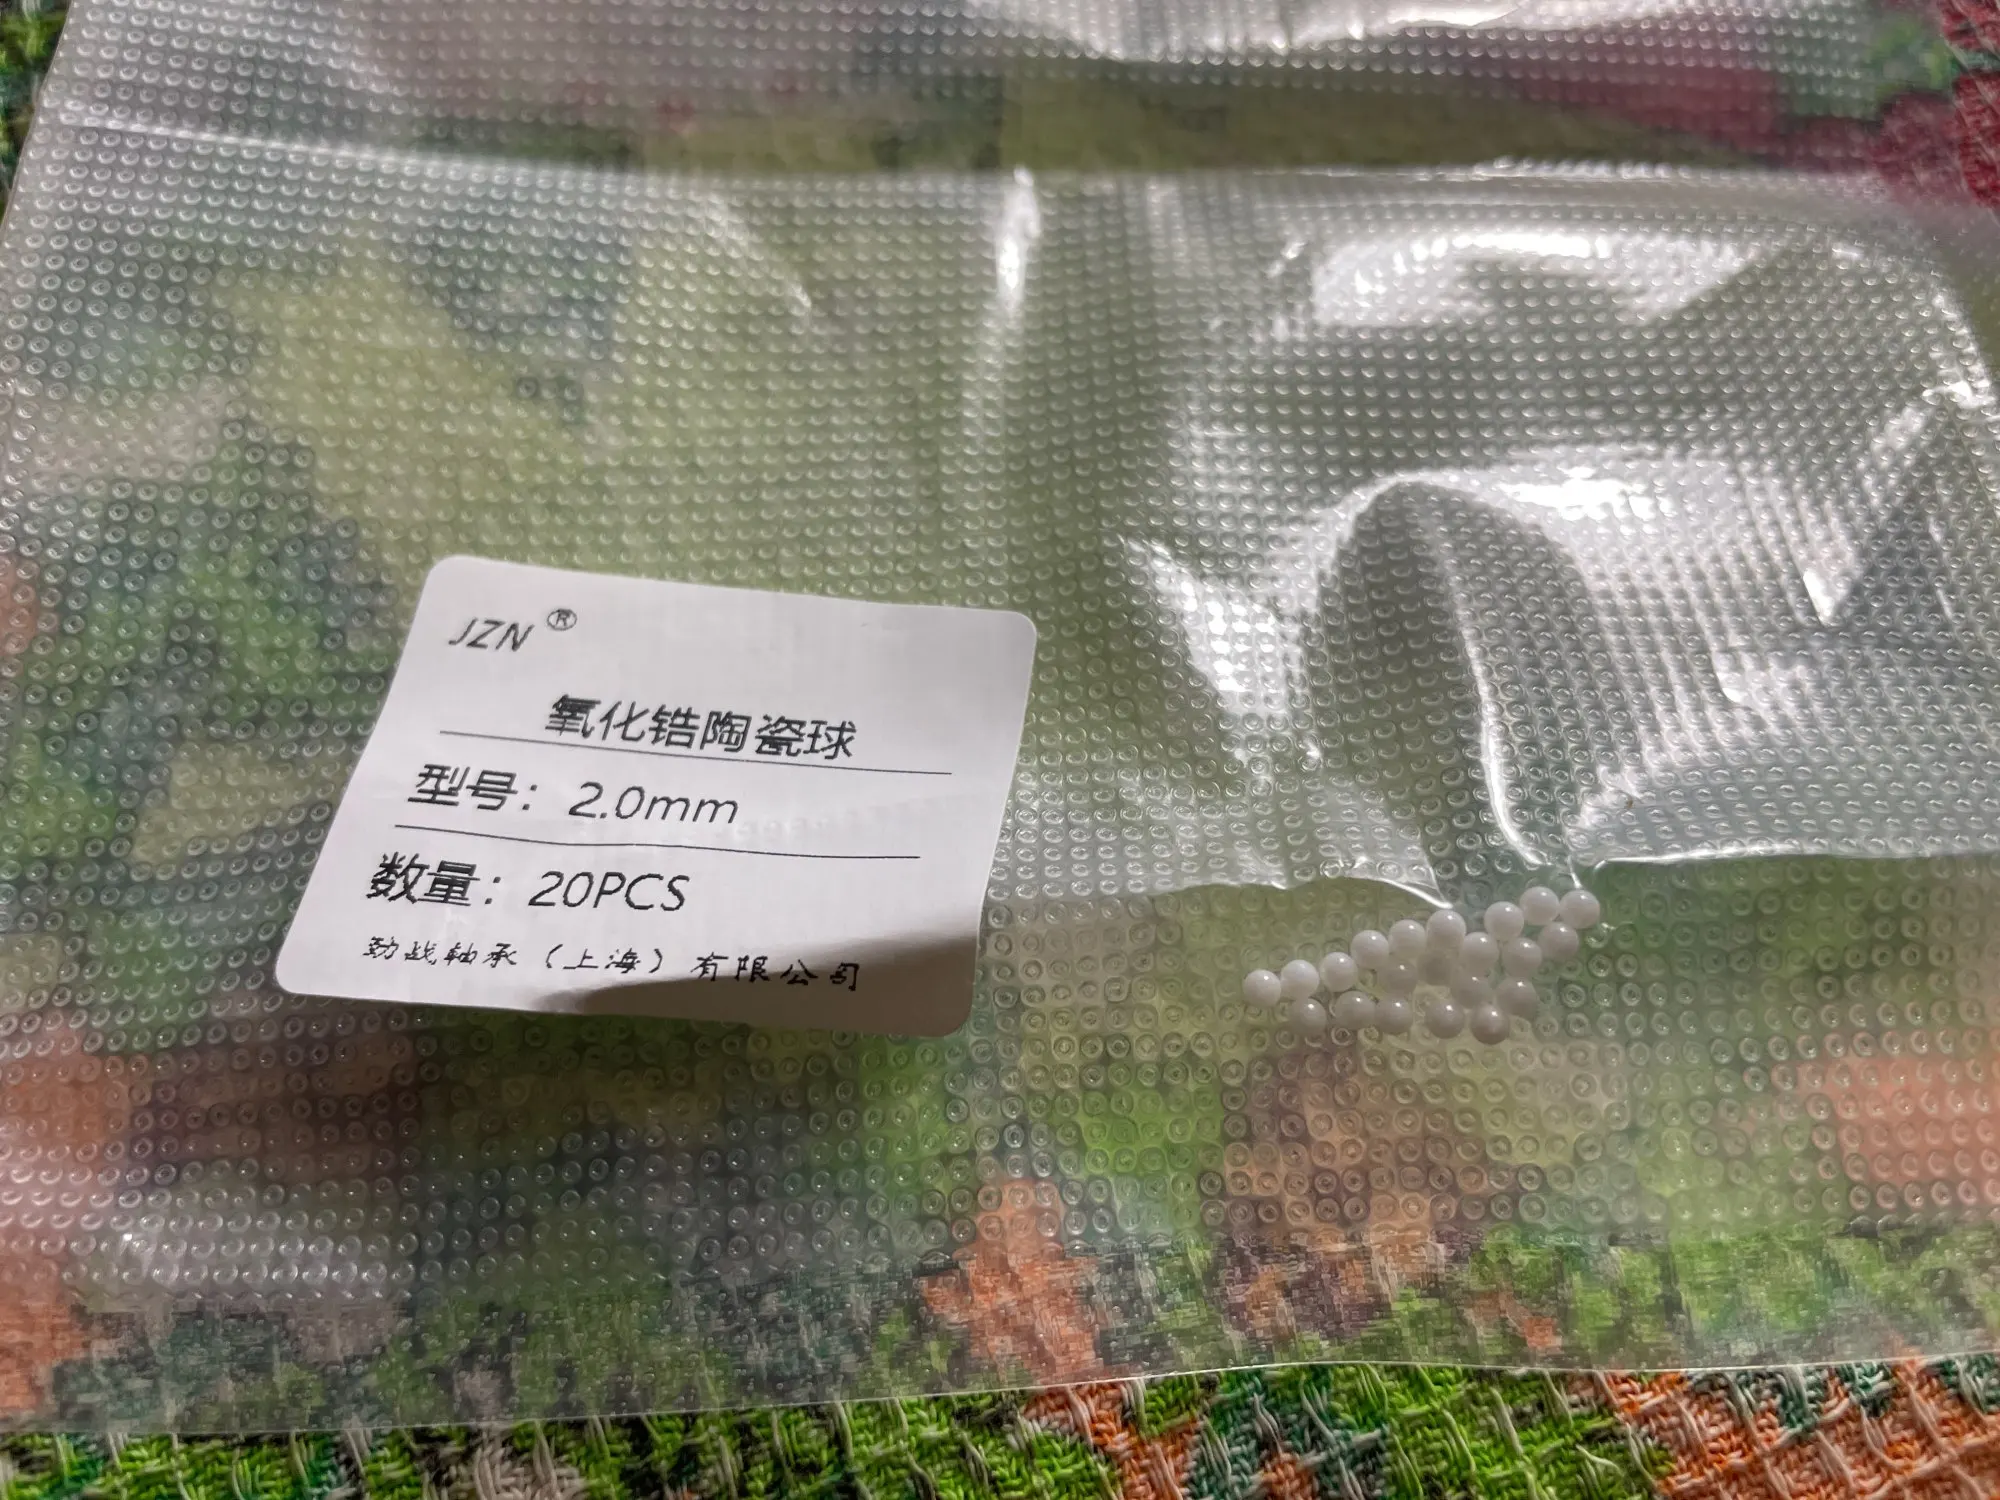 JZN ®
氧化锆陶瓷球
型号：2.0mm
数量：20PCS
劲战轴承（上海）有限公司